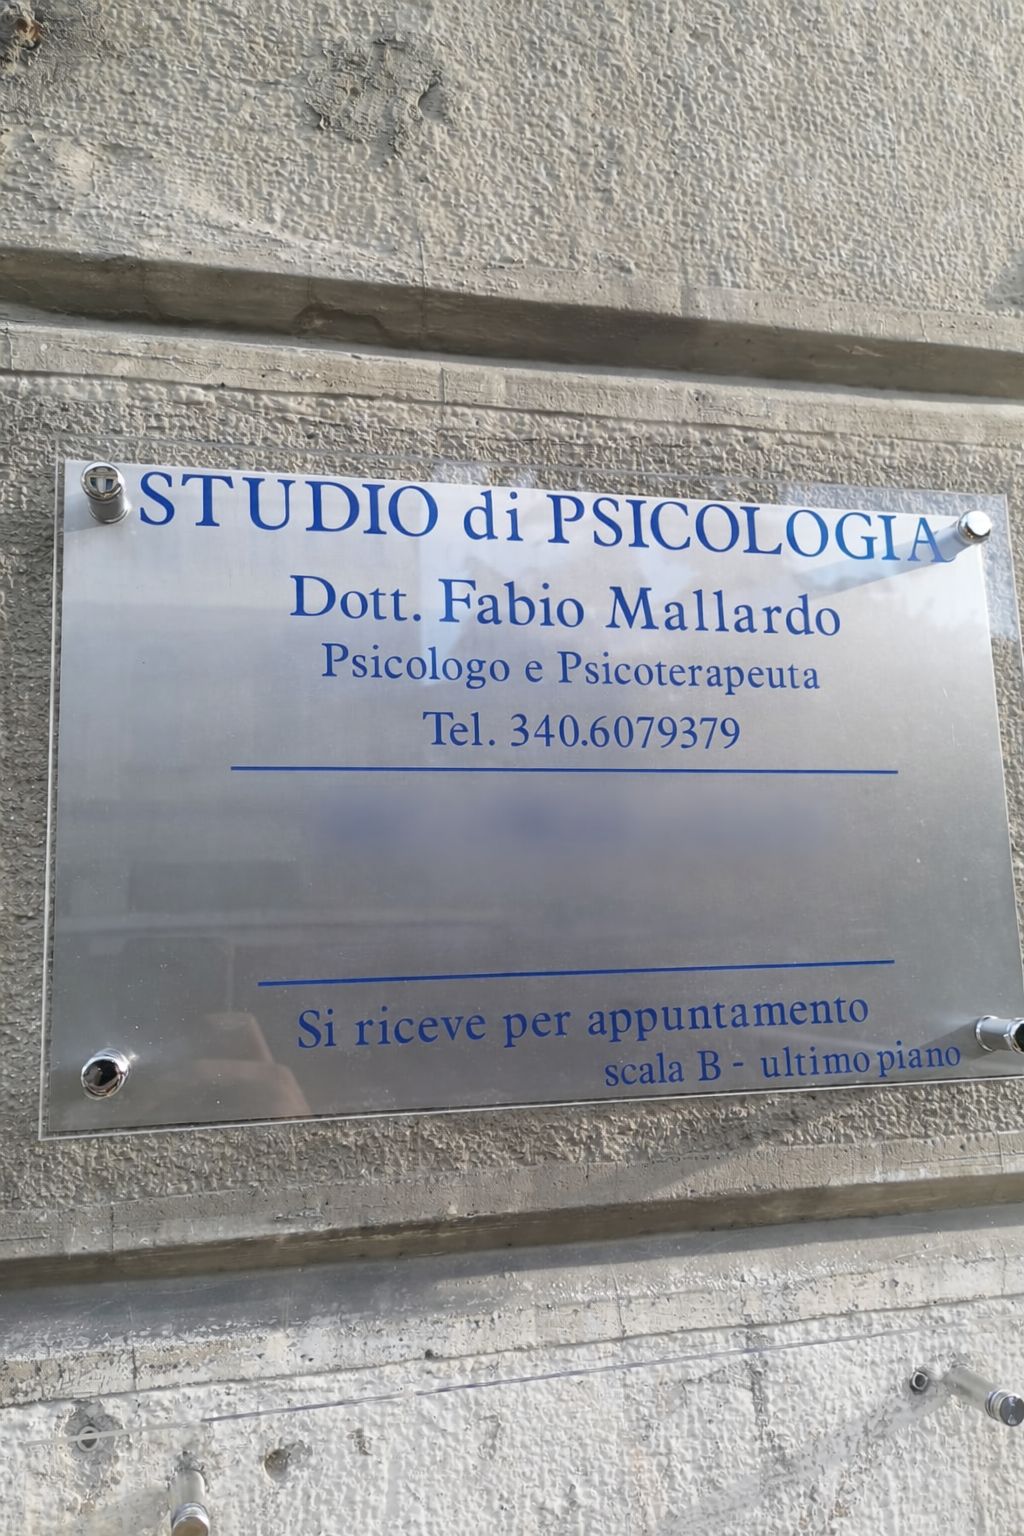 STUDIO di PSICOLOGIA
Dott. Fabio Mallardo
Psicologo e Psicoterapeuta
Tel. 340.6079379
Si riceve per appuntamento
scala B - ultimo piano